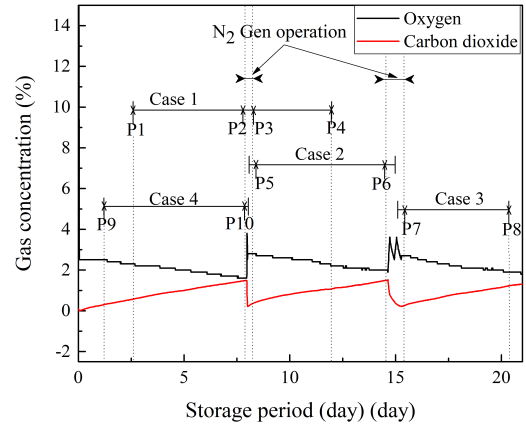 Oxygen
Carbon dioxide
N2 Gen operation
Case 1
P1 P2 P3 P4
Case 2
P5 P6
Case 4 Case 3
P9 P10 P7 P8
Gas concentration (%)
14
12
10
8
6
4
2
0
-2
0 5 10 15 20
Storage period (day) (day)